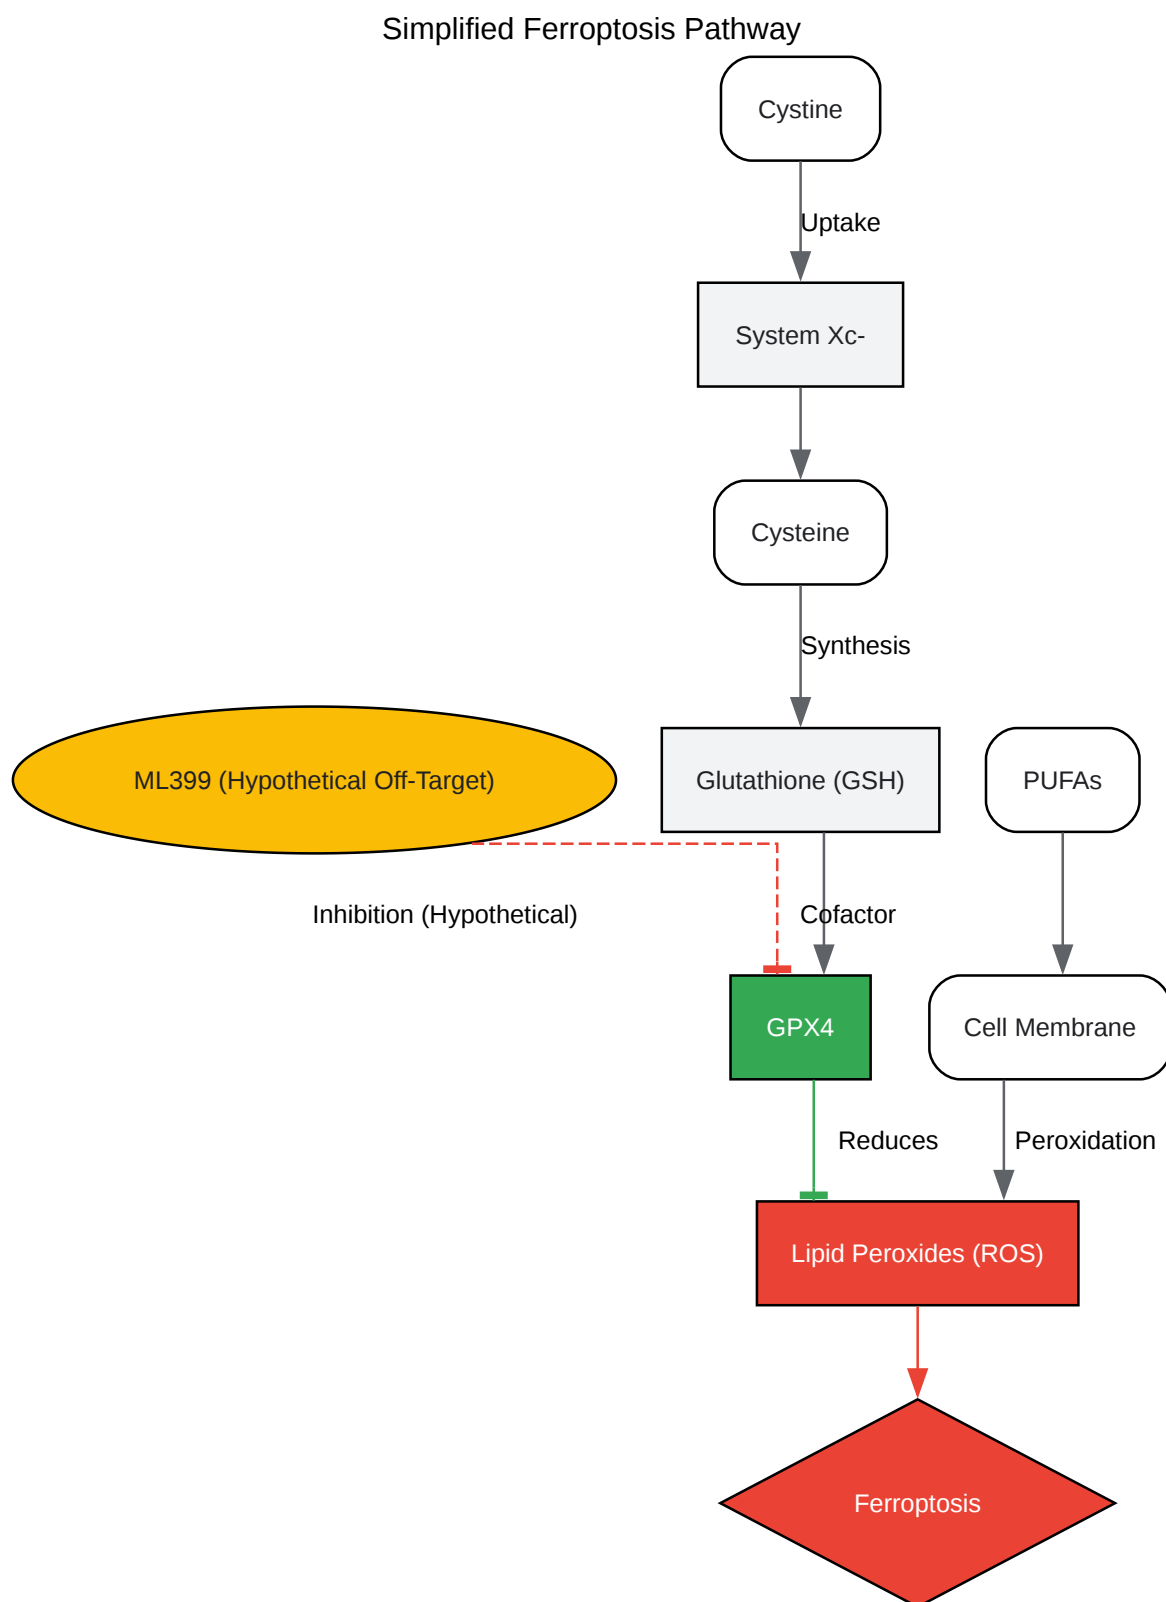 Simplified Ferroptosis Pathway
Cystine
Uptake
System Xc-
Cysteine
Synthesis
ML399 (Hypothetical Off-Target)
Glutathione (GSH)
PUFAs
Inhibition (Hypothetical)
Cofactor
GPX4
Cell Membrane
Reduces
Peroxidation
Lipid Peroxides (ROS)
Ferroptosis